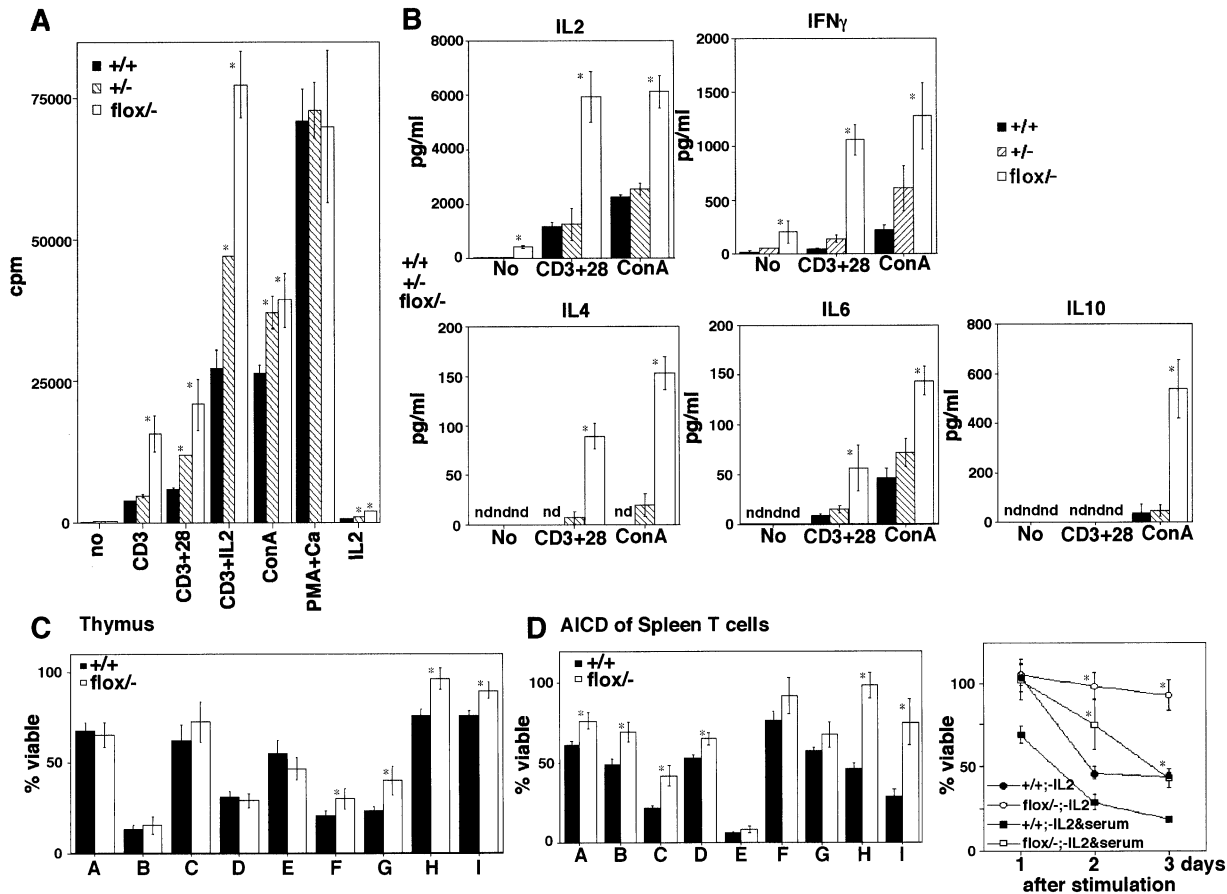 A
+/+
+/-
flox/-
75000
50000
25000
0
cpm
no
CD3
CD3+28
CD3+IL2
ConA
PMA+Ca
IL2
* * * * * * * * *
B
IL2
8000
6000
4000
2000
0
pg/ml
* * *
No CD3+28 ConA
IFNγ
2000
1500
1000
500
0
pg/ml
* * *
No CD3+28 ConA
+/+
+/-
flox/-
+/+
+/-
flox/-
IL4
200
150
100
50
0
pg/ml
ndndnd nd nd
* *
No CD3+28 ConA
IL6
200
150
100
50
0
pg/ml
ndndnd
* *
No CD3+28 ConA
IL10
800
600
400
200
0
pg/ml
ndndnd ndndnd
*
No CD3+28 ConA
C Thymus
+/+
flox/-
100
50
0
% viable
* * * *
A B C D E F G H I
D AICD of Spleen T cells
+/+
flox/-
100
50
0
% viable
* * * * * *
A B C D E F G H I
100
50
0
% viable
* * * *
+/+;-IL2
flox/-;-IL2
+/+;-IL2&serum
flox/-;-IL2&serum
1 2 3 days
after stimulation